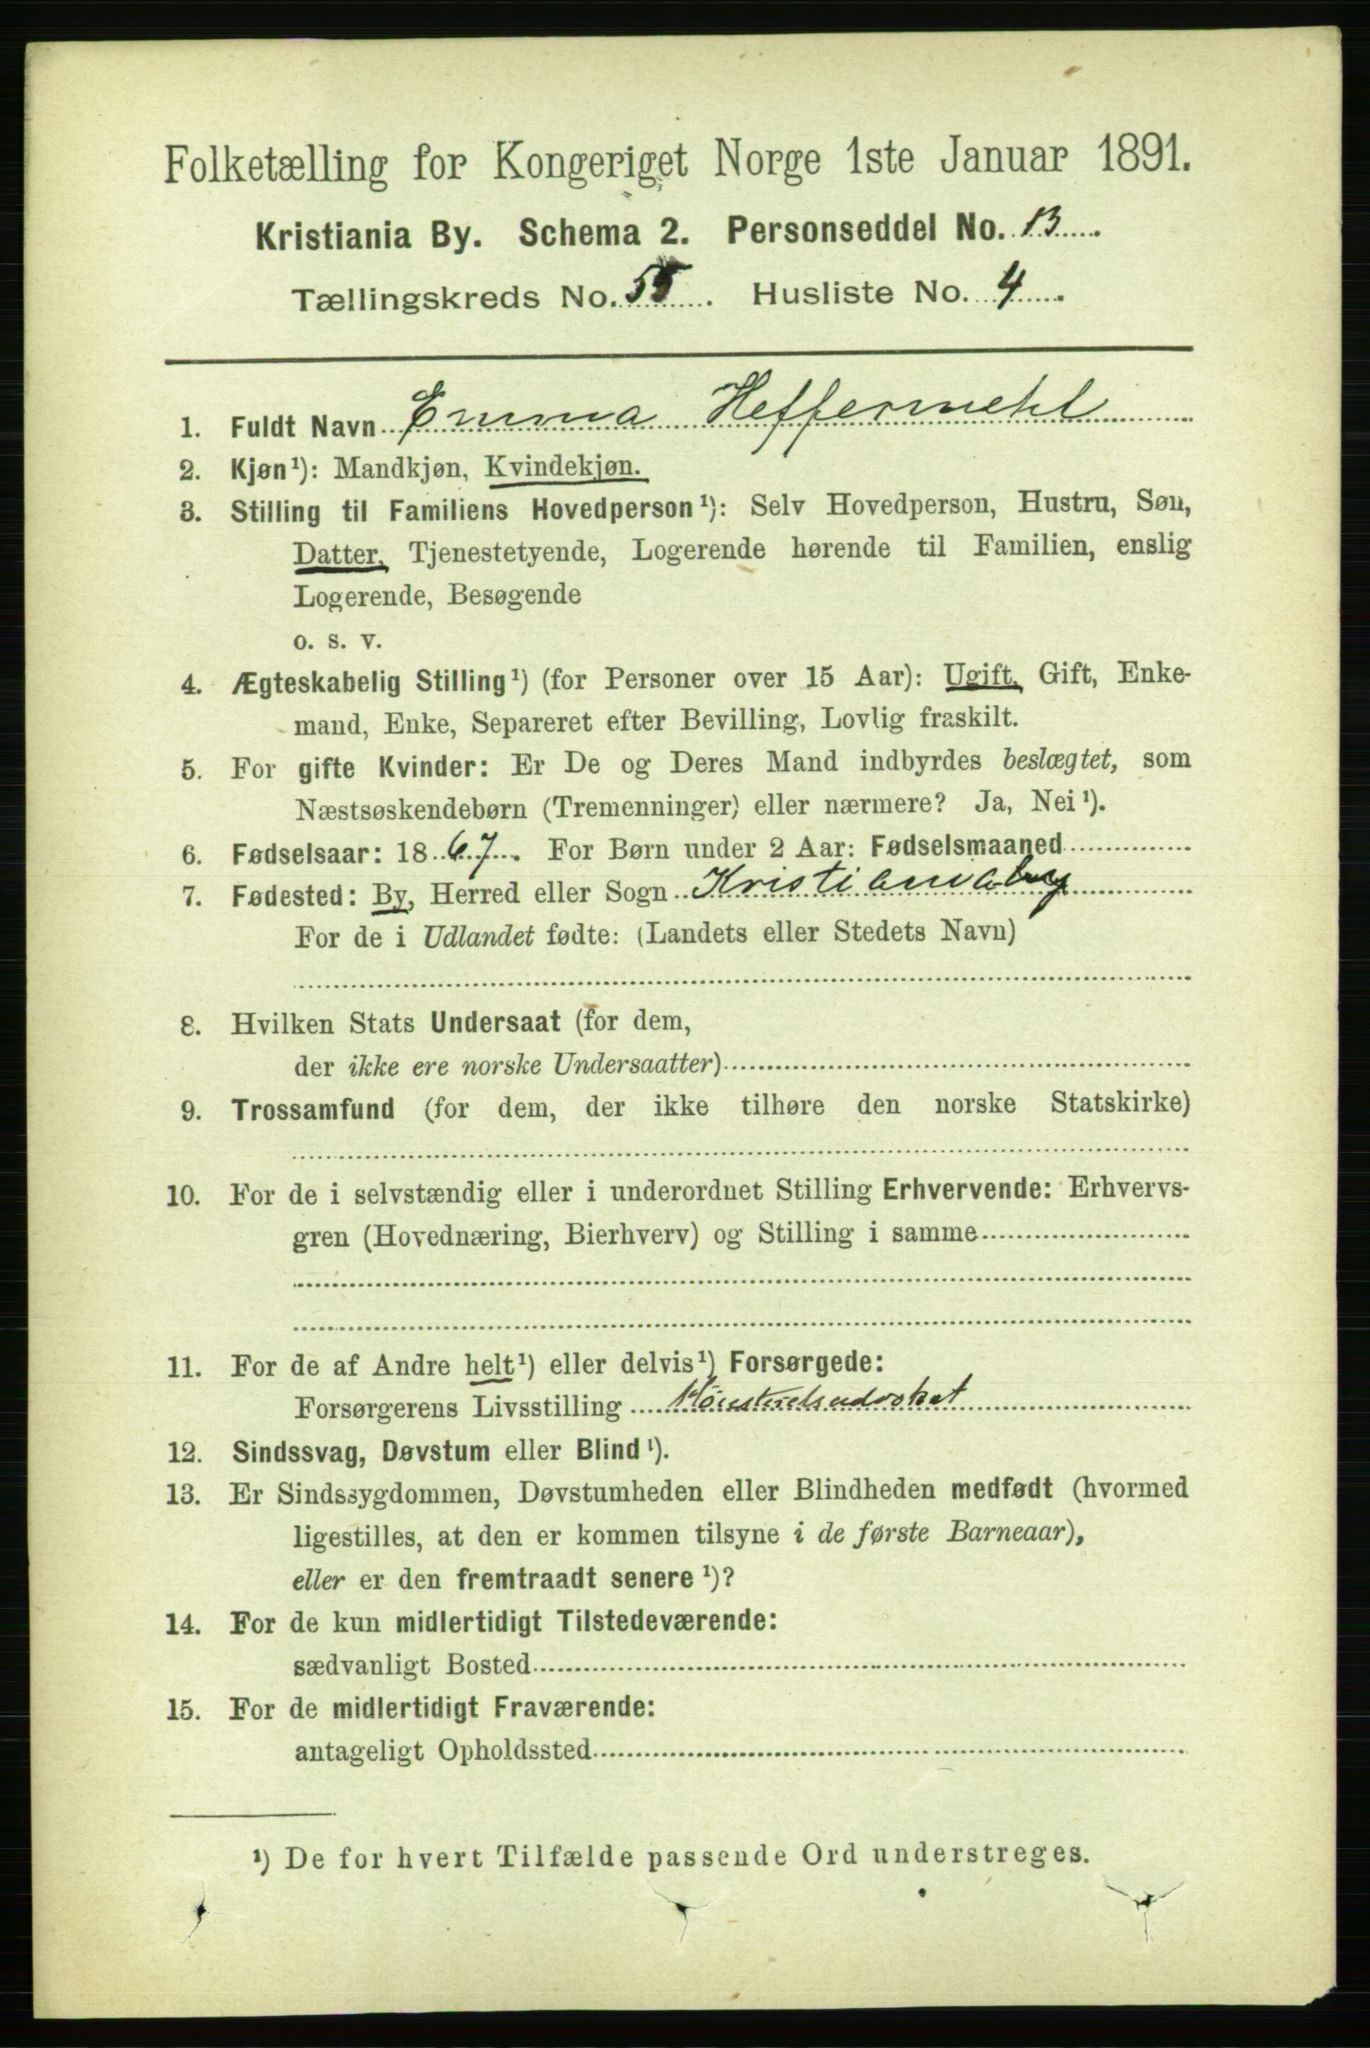 Folketælling for Kongeriget Norge 1ste Januar 1891.
Kristiania By. Schema 2. Personseddel No. 13.
Tællingskreds No. 55. Husliste No. 4.
1. Fuldt Navn Emma Heffermehl
2. Kjøn¹): Mandkjøn, Kvindekjøn.
3. Stilling til Familiens Hovedperson¹): Selv Hovedperson, Hustru, Søn,
Datter, Tjenestetyende, Logerende hørende til Familien, enslig
Logerende, Besøgende
o. s. v.
4. Ægteskabelig Stilling¹) (for Personer over 15 Aar): Ugift, Gift, Enke-
mand, Enke, Separeret efter Bevilling, Lovlig fraskilt.
5. For gifte Kvinder: Er De og Deres Mand indbyrdes beslægtet, som
Næstsøskendebørn (Tremenninger) eller nærmere? Ja, Nei¹).
6. Fødselsaar: 1867. For Børn under 2 Aar: Fødselsmaaned
7. Fødested: By, Herred eller Sogn Kristiania by
For de i Udlandet fødte: (Landets eller Stedets Navn)
8. Hvilken Stats Undersaat (for dem,
der ikke ere norske Undersaatter)
9. Trossamfund (for dem, der ikke tilhøre den norske Statskirke)
10. For de i selvstændig eller i underordnet Stilling Erhvervende: Erhvervs-
gren (Hovednæring, Bierhverv) og Stilling i samme
11. For de af Andre helt¹) eller delvis¹) Forsørgede:
Forsørgerens Livsstilling Høiesteretsadvokat
12. Sindssvag, Døvstum eller Blind¹).
13. Er Sindssygdommen, Døvstumheden eller Blindheden medfødt (hvormed
ligestilles, at den er kommen tilsyne i de første Barneaar),
eller er den fremtraadt senere¹)?
14. For de kun midlertidigt Tilstedeværende:
sædvanligt Bosted
15. For de midlertidigt Fraværende:
antageligt Opholdssted
¹) De for hvert Tilfælde passende Ord understreges.